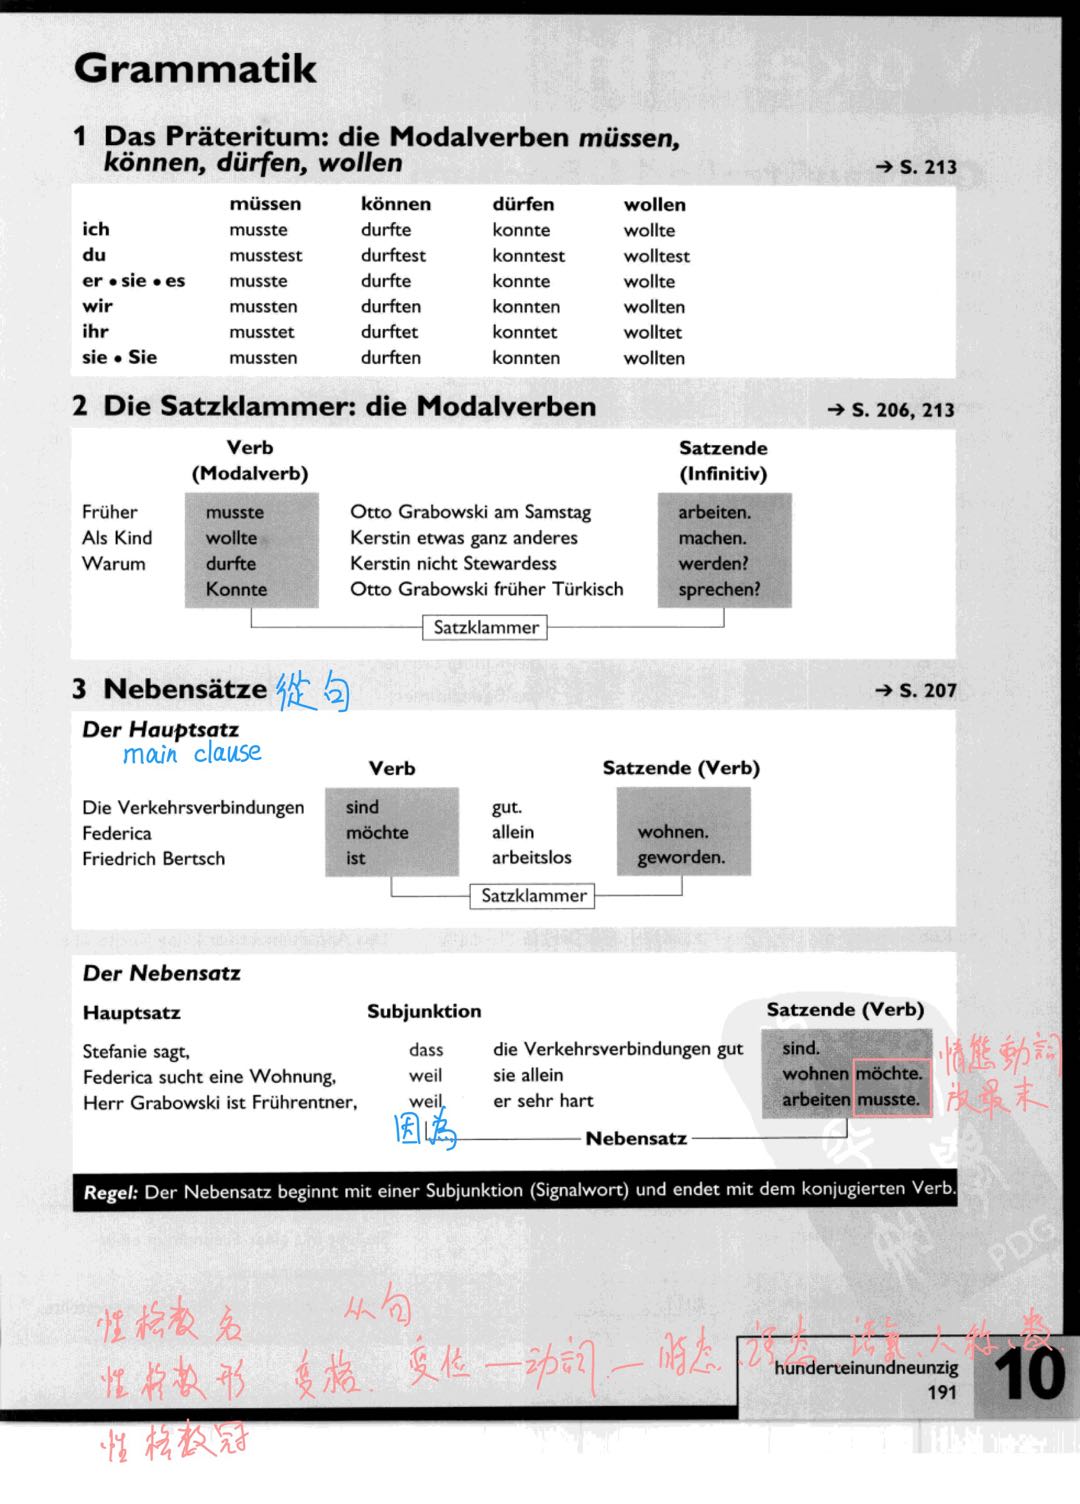 Grammatik
1 Das Präteritum: die Modalverben müssen,
können, dürfen, wollen → S. 213
müssen können dürfen wollen
ich musste durfte konnte wollte
du musstest durftest konntest wolltest
er • sie • es musste durfte konnte wollte
wir mussten durften konnten wollten
ihr musstet durftet konntet wolltet
sie • Sie mussten durften konnten wollten
2 Die Satzklammer: die Modalverben → S. 206, 213
Verb Satzende
(Modalverb) (Infinitiv)
Früher musste Otto Grabowski am Samstag arbeiten.
Als Kind wollte Kerstin etwas ganz anderes machen.
Warum durfte Kerstin nicht Stewardess werden?
Konnte Otto Grabowski früher Türkisch sprechen?
Satzklammer
3 Nebensätze 從句 → S. 207
Der Hauptsatz
main clause
Verb Satzende (Verb)
Die Verkehrsverbindungen sind gut.
Federica möchte allein wohnen.
Friedrich Bertsch ist arbeitslos geworden.
Satzklammer
Der Nebensatz
Hauptsatz Subjunktion Satzende (Verb)
Stefanie sagt, dass die Verkehrsverbindungen gut sind.
Federica sucht eine Wohnung, weil sie allein wohnen möchte.
Herr Grabowski ist Frührentner, weil er sehr hart arbeiten musste.
情態動詞
放最末
因為
Nebensatz
Regel: Der Nebensatz beginnt mit einer Subjunktion (Signalwort) und endet mit dem konjugierten Verb.
PDG
性格数名 从句
性格数形 变格、变位—动詞—时态、语态、语氣、人称、数.
性格数冠
hunderteinundneunzig
191
10